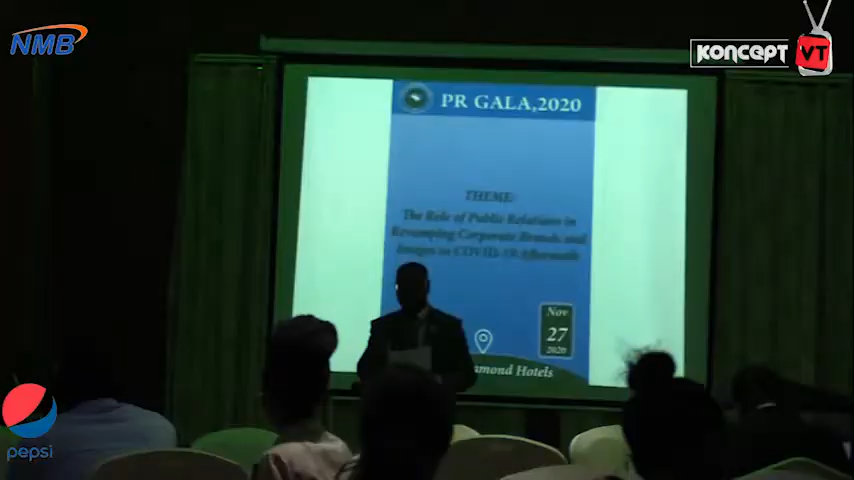 NMB
KONCEPT VT
PR GALA,2020
THEME:
The Role of Public Relations in
Revamping Corporate Brands and
Images in COVID-19 Aftermath
Nov
27
2020
amond Hotels
pepsi